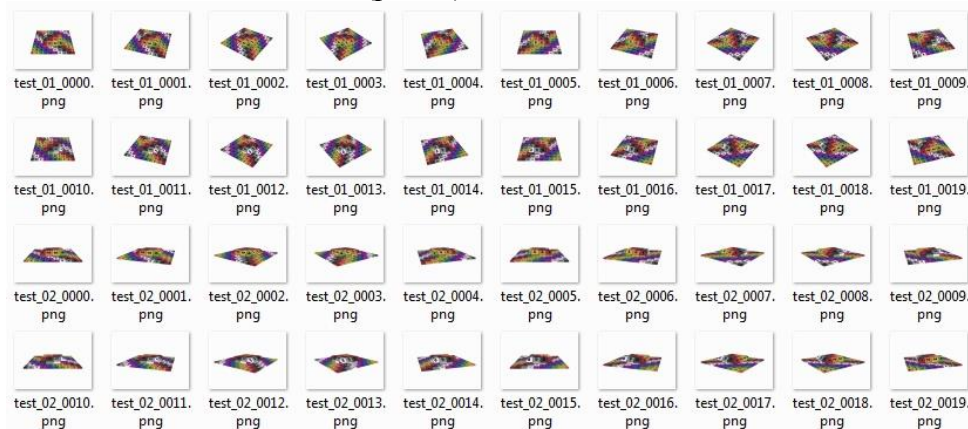 test_01_0000. test_01_0001. test_01_0002. test_01_0003. test_01_0004. test_01_0005. test_01_0006. test_01_0007. test_01_0008. test_01_0009.
png png png png png png png png png png
test_01_0010. test_01_0011. test_01_0012. test_01_0013. test_01_0014. test_01_0015. test_01_0016. test_01_0017. test_01_0018. test_01_0019.
png png png png png png png png png png
test_02_0000. test_02_0001. test_02_0002. test_02_0003. test_02_0004. test_02_0005. test_02_0006. test_02_0007. test_02_0008. test_02_0009.
png png png png png png png png png png
test_02_0010. test_02_0011. test_02_0012. test_02_0013. test_02_0014. test_02_0015. test_02_0016. test_02_0017. test_02_0018. test_02_0019.
png png png png png png png png png png